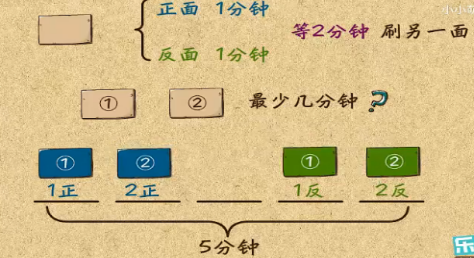 正面 1分钟
等2分钟 刷另一面
反面 1分钟
① ② 最少几分钟?
① ② ① ②
1正 2正 1反 2反
5分钟
乐